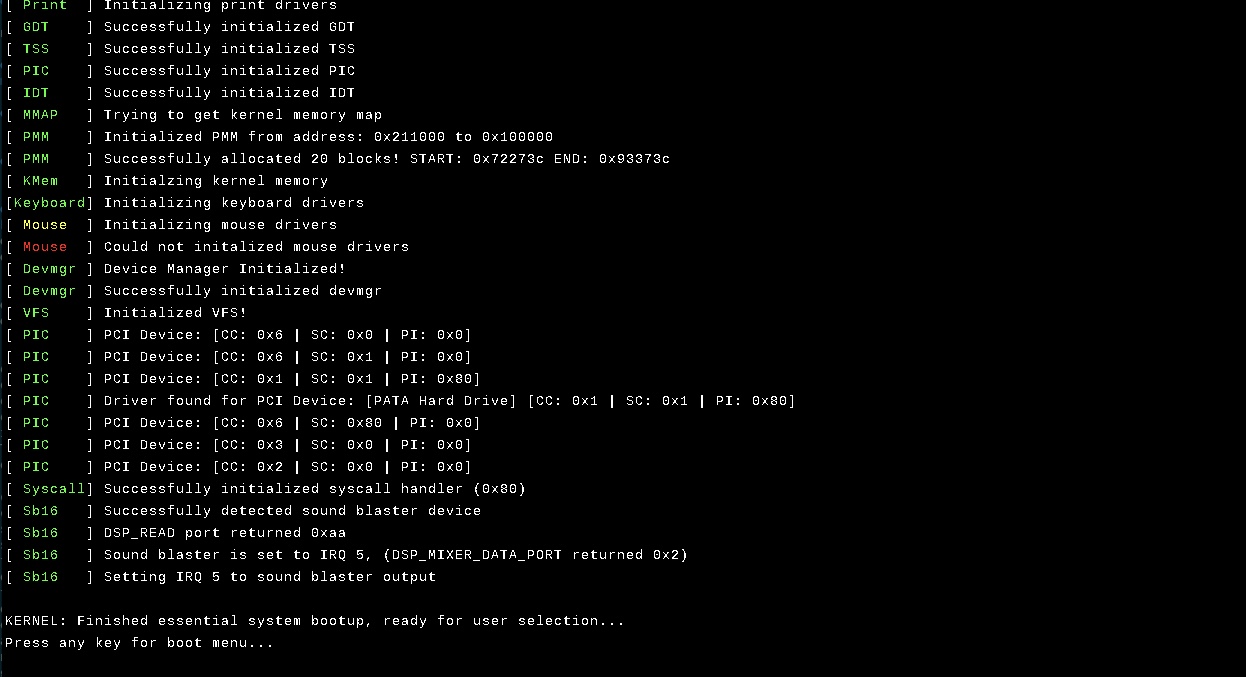 [ Print  ] Initializing print drivers
[ GDT    ] Successfully initialized GDT
[ TSS    ] Successfully initialized TSS
[ PIC    ] Successfully initialized PIC
[ IDT    ] Successfully initialized IDT
[ MMAP   ] Trying to get kernel memory map
[ PMM    ] Initialized PMM from address: 0x211000 to 0x100000
[ PMM    ] Successfully allocated 20 blocks! START: 0x72273c END: 0x93373c
[ KMem   ] Initialzing kernel memory
[Keyboard] Initializing keyboard drivers
[ Mouse  ] Initializing mouse drivers
[ Mouse  ] Could not initalized mouse drivers
[ Devmgr ] Device Manager Initialized!
[ Devmgr ] Successfully initialized devmgr
[ VFS    ] Initialized VFS!
[ PIC    ] PCI Device: [CC: 0x6 | SC: 0x0 | PI: 0x0]
[ PIC    ] PCI Device: [CC: 0x6 | SC: 0x1 | PI: 0x0]
[ PIC    ] PCI Device: [CC: 0x1 | SC: 0x1 | PI: 0x80]
[ PIC    ] Driver found for PCI Device: [PATA Hard Drive] [CC: 0x1 | SC: 0x1 | PI: 0x80]
[ PIC    ] PCI Device: [CC: 0x6 | SC: 0x80 | PI: 0x0]
[ PIC    ] PCI Device: [CC: 0x3 | SC: 0x0 | PI: 0x0]
[ PIC    ] PCI Device: [CC: 0x2 | SC: 0x0 | PI: 0x0]
[ Syscall] Successfully initialized syscall handler (0x80)
[ Sb16   ] Successfully detected sound blaster device
[ Sb16   ] DSP_READ port returned 0xaa
[ Sb16   ] Sound blaster is set to IRQ 5, (DSP_MIXER_DATA_PORT returned 0x2)
[ Sb16   ] Setting IRQ 5 to sound blaster output
KERNEL: Finished essential system bootup, ready for user selection...
Press any key for boot menu...